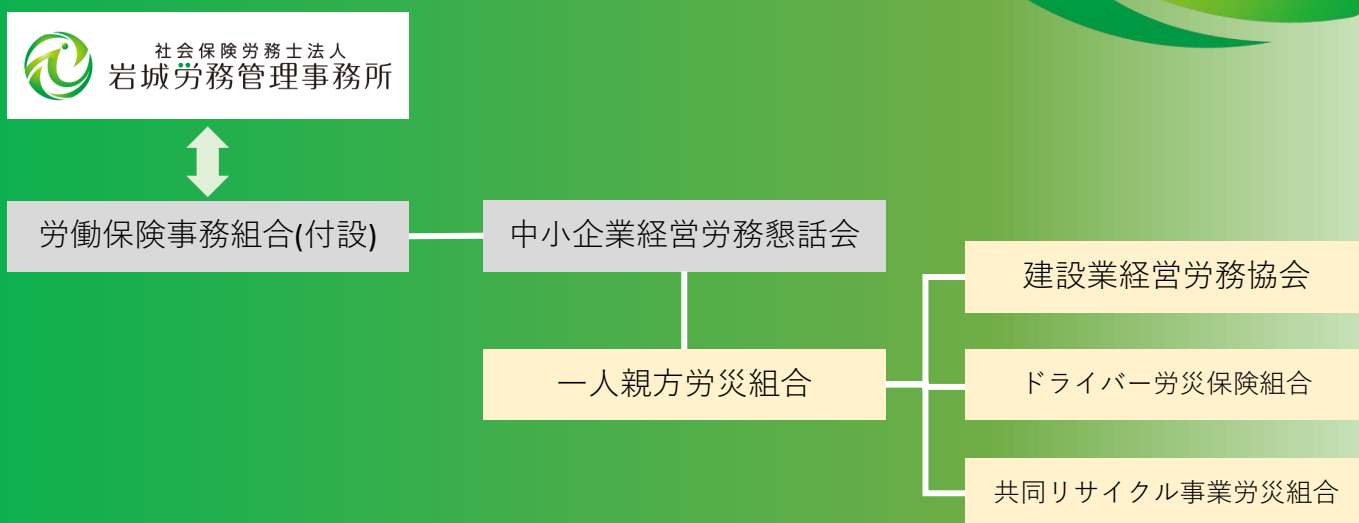 社会保険労務士法人
岩城労務管理事務所
労働保険事務組合(付設)
中小企業経営労務懇話会
建設業経営労務協会
一人親方労災組合
ドライバー労災保険組合
共同リサイクル事業労災組合